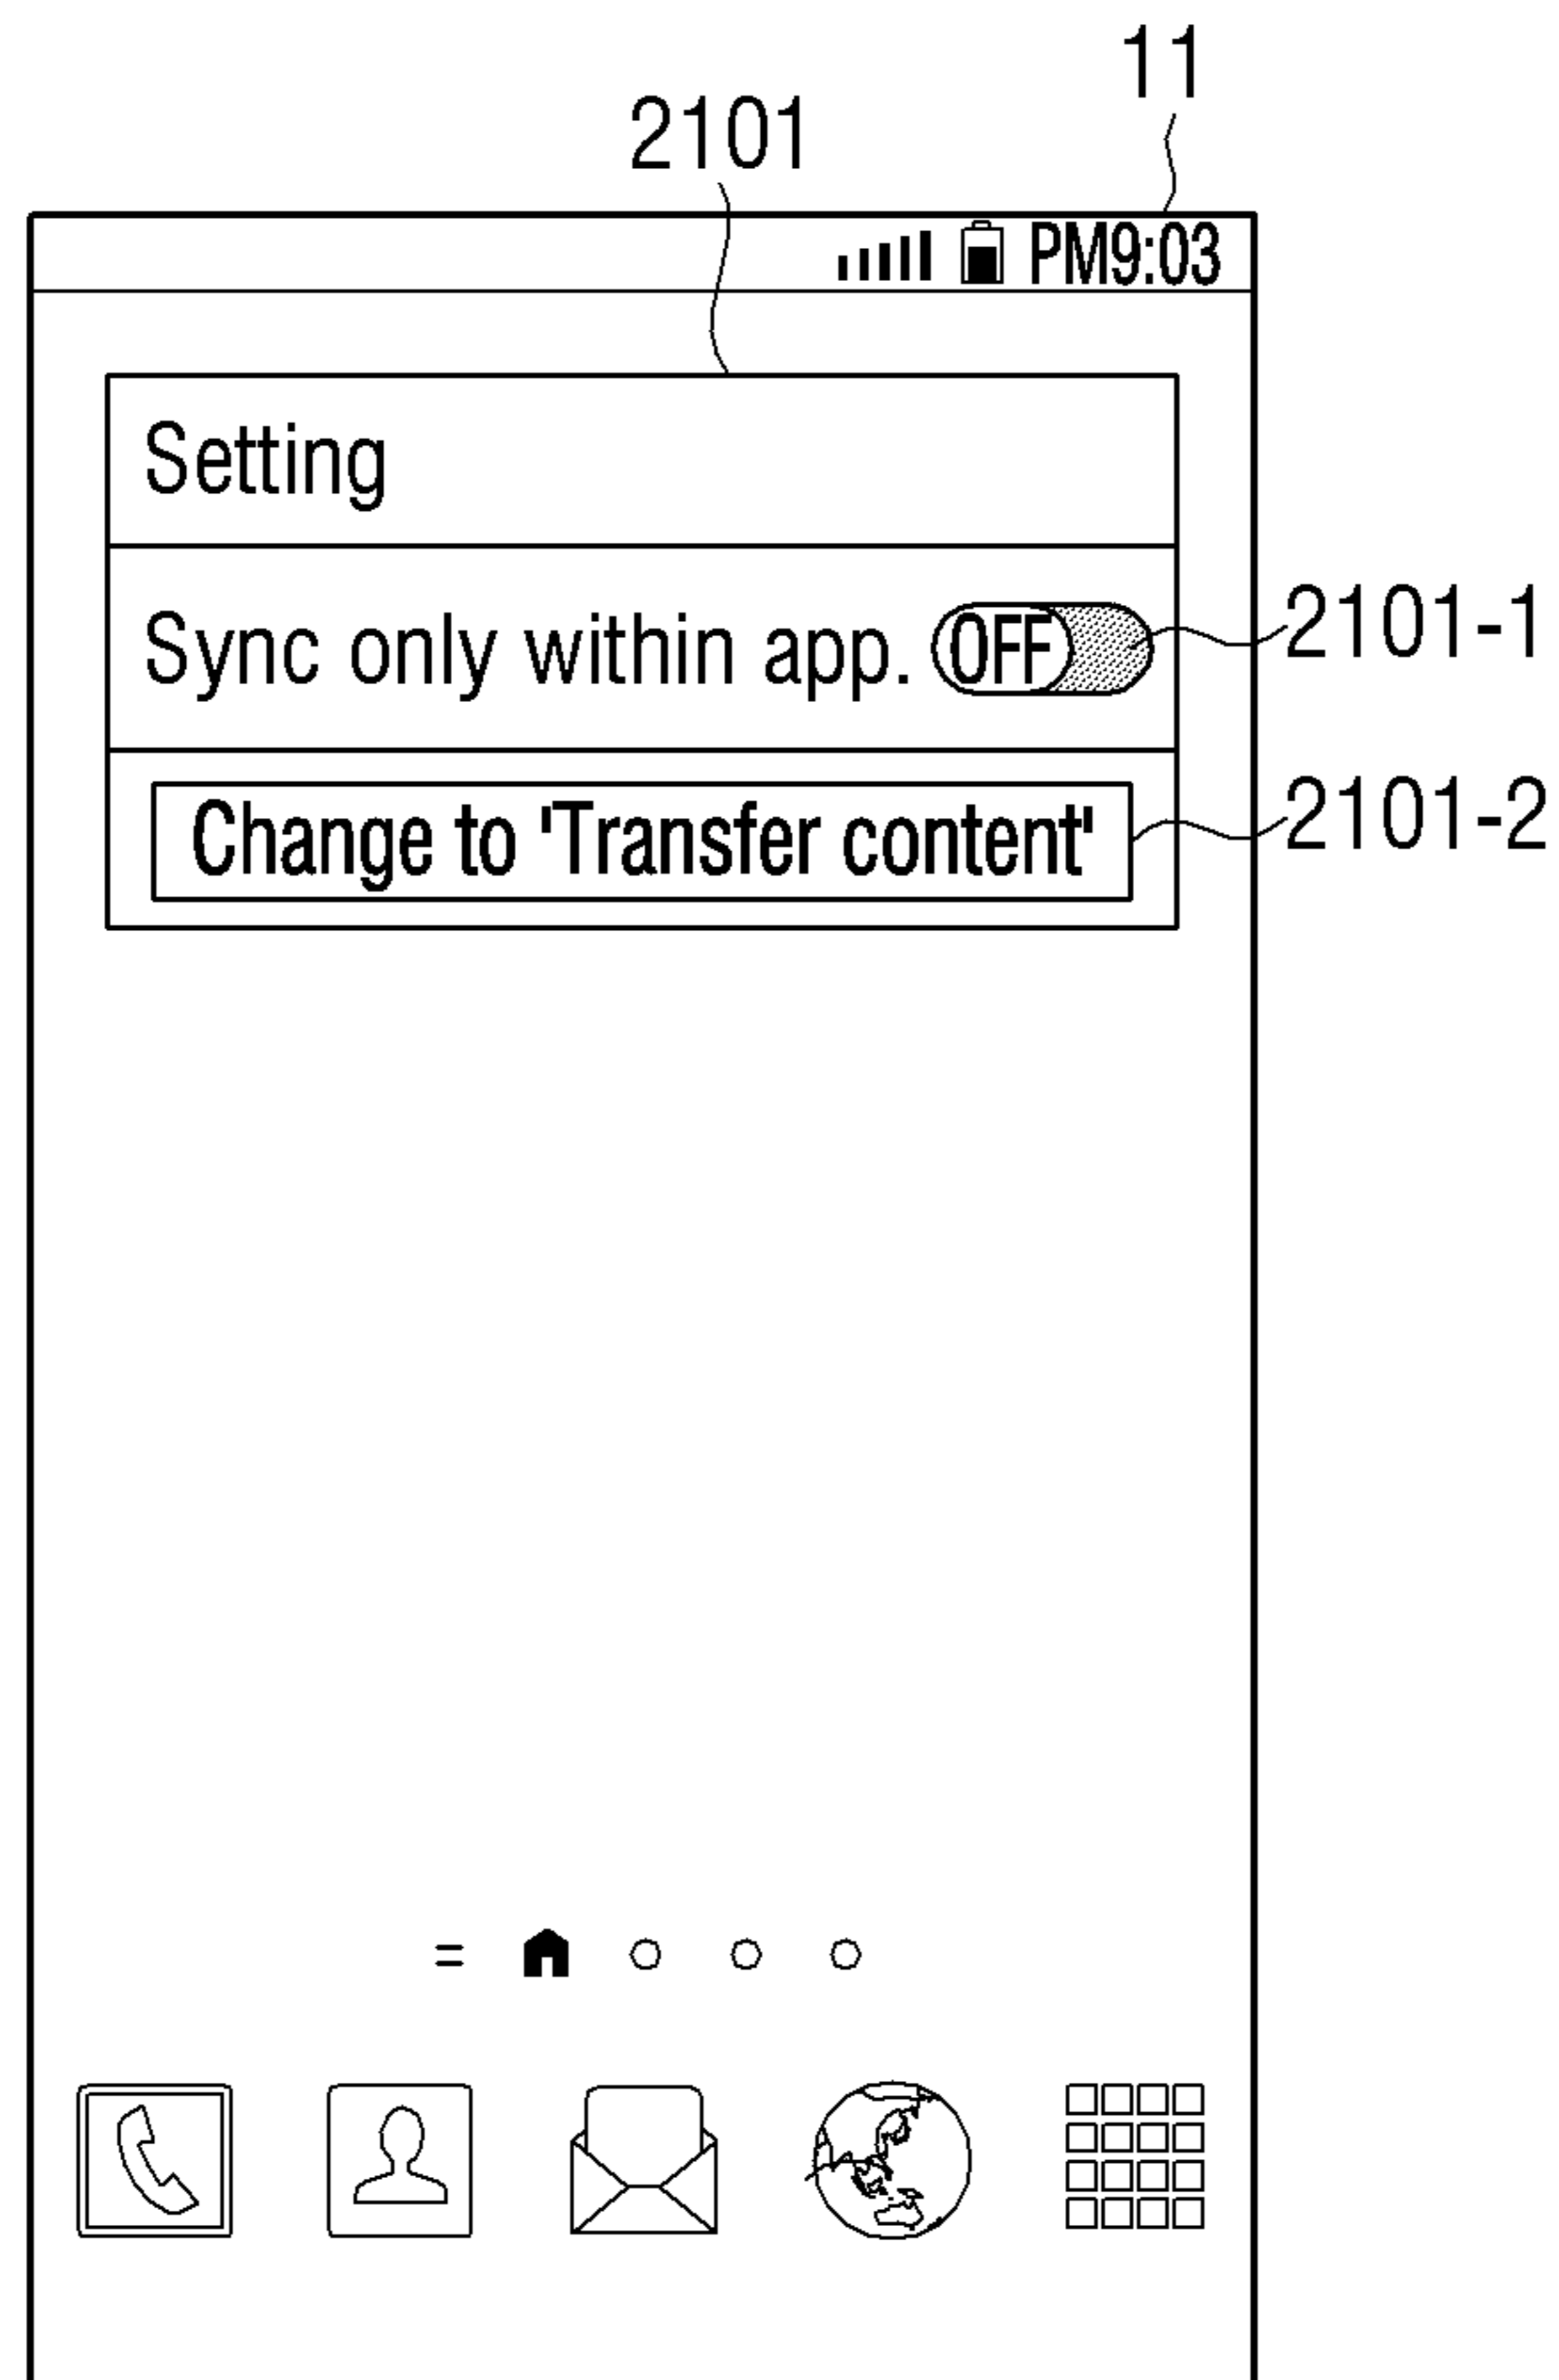 11
2101
PM9:03
Setting
Sync only within app. OFF
2101-1
Change to 'Transfer content'
2101-2